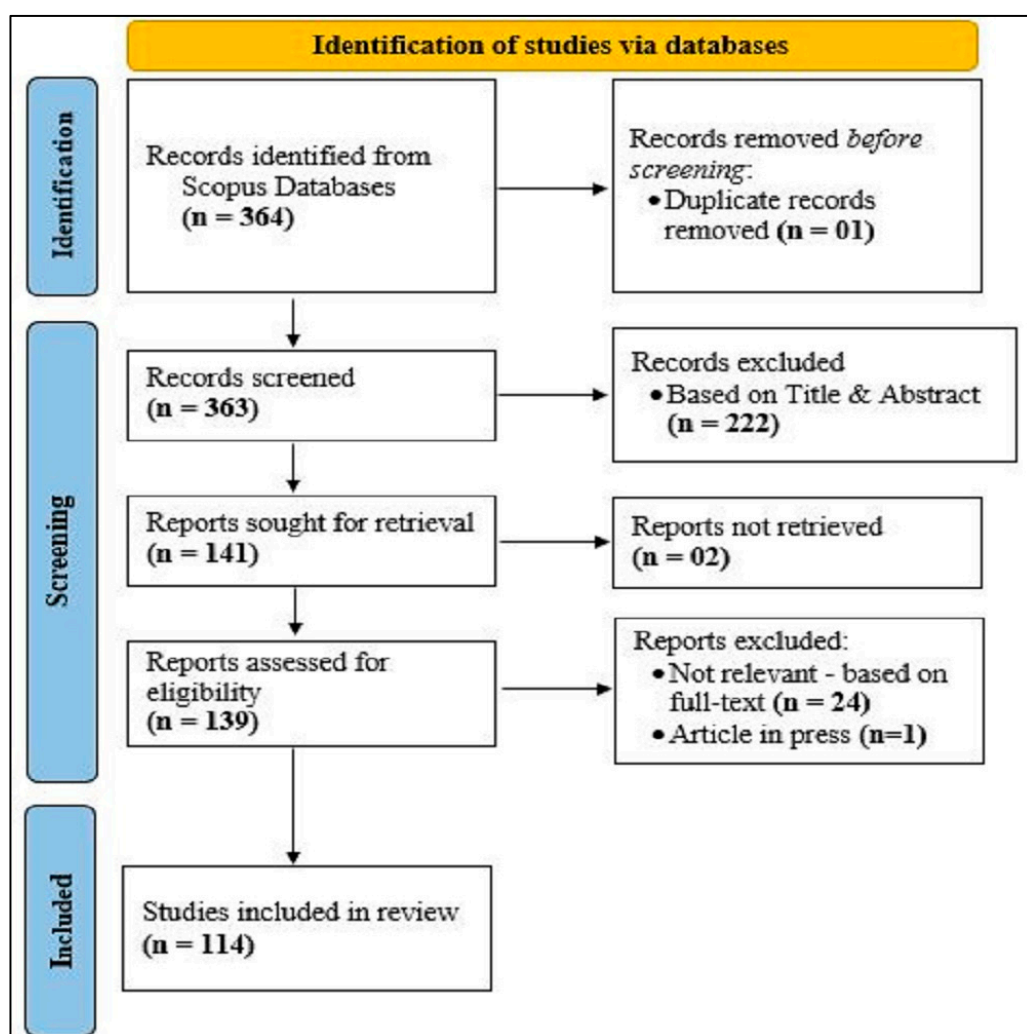 Identification of studies via databases
Identification
Records identified from
Scopus Databases
(n = 364)
Records removed before
screening:
•Duplicate records
removed (n = 01)
Screening
Records screened
(n = 363)
Records excluded
•Based on Title & Abstract
(n = 222)
Reports sought for retrieval
(n = 141)
Reports not retrieved
(n = 02)
Reports assessed for
eligibility
(n = 139)
Reports excluded:
•Not relevant - based on
full-text (n = 24)
•Article in press (n=1)
Included
Studies included in review
(n = 114)